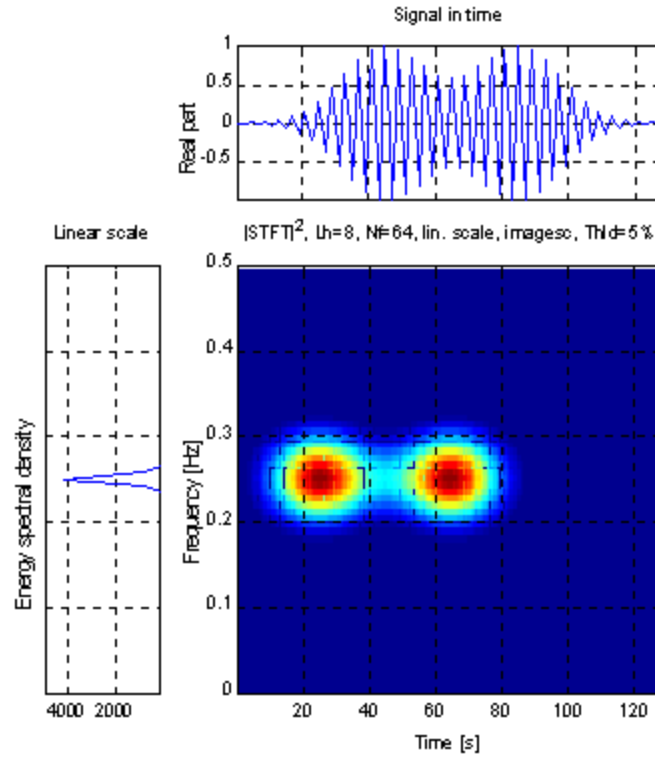 Signal in time
1
0.5
0
-0.5
Real part
Linear scale
|STFT|², Lh=8, Nf=64, lin. scale, imagesc, Thld=5%
0.5
0.4
0.3
0.2
0.1
0
Energy spectral density
Frequency [Hz]
4000 2000
20 40 60 80 100 120
Time [s]